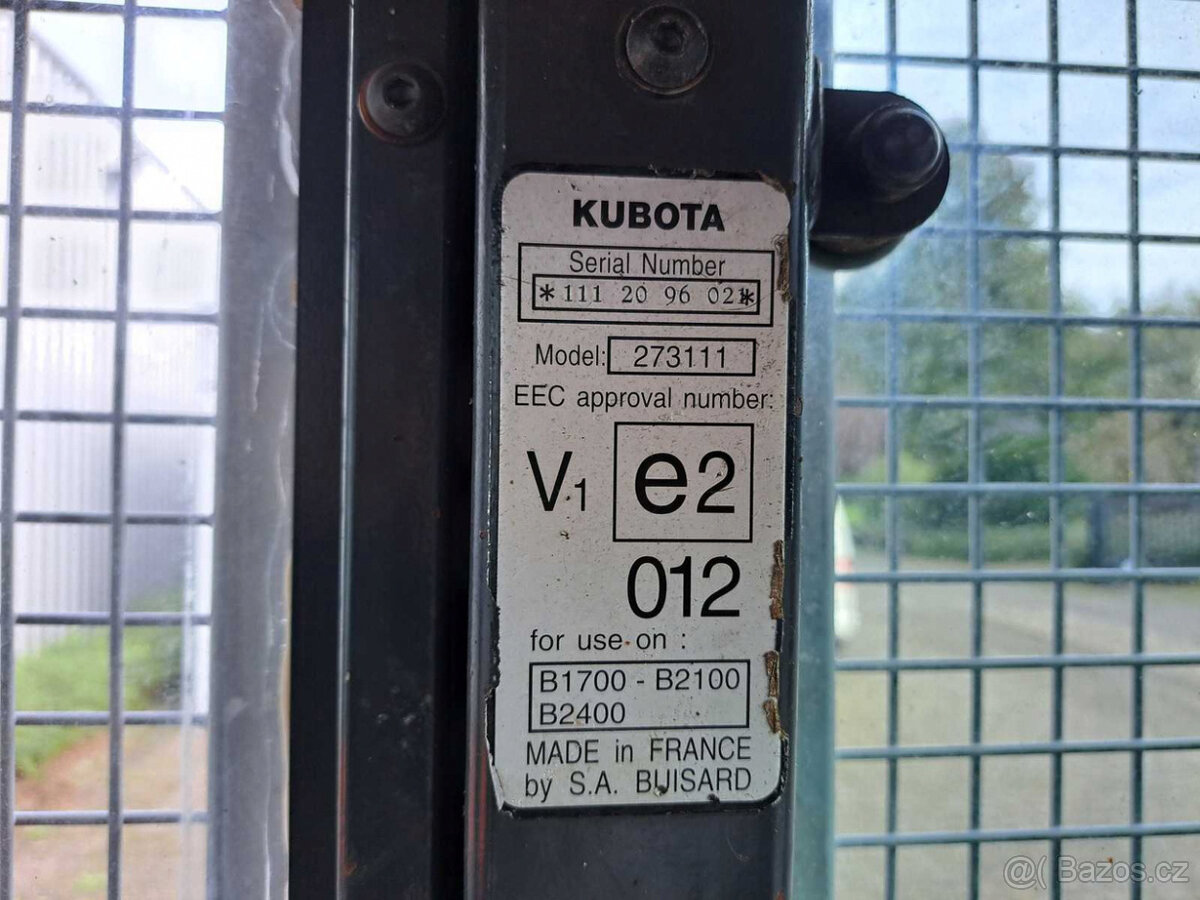 KUBOTA
Serial Number
*111 20 96 021*
Model: 273111
EEC approval number:
V1 e2
012
for use on :
B1700 - B2100
B2400
MADE in FRANCE
by S.A. BUISARD
@ Bazos.cz